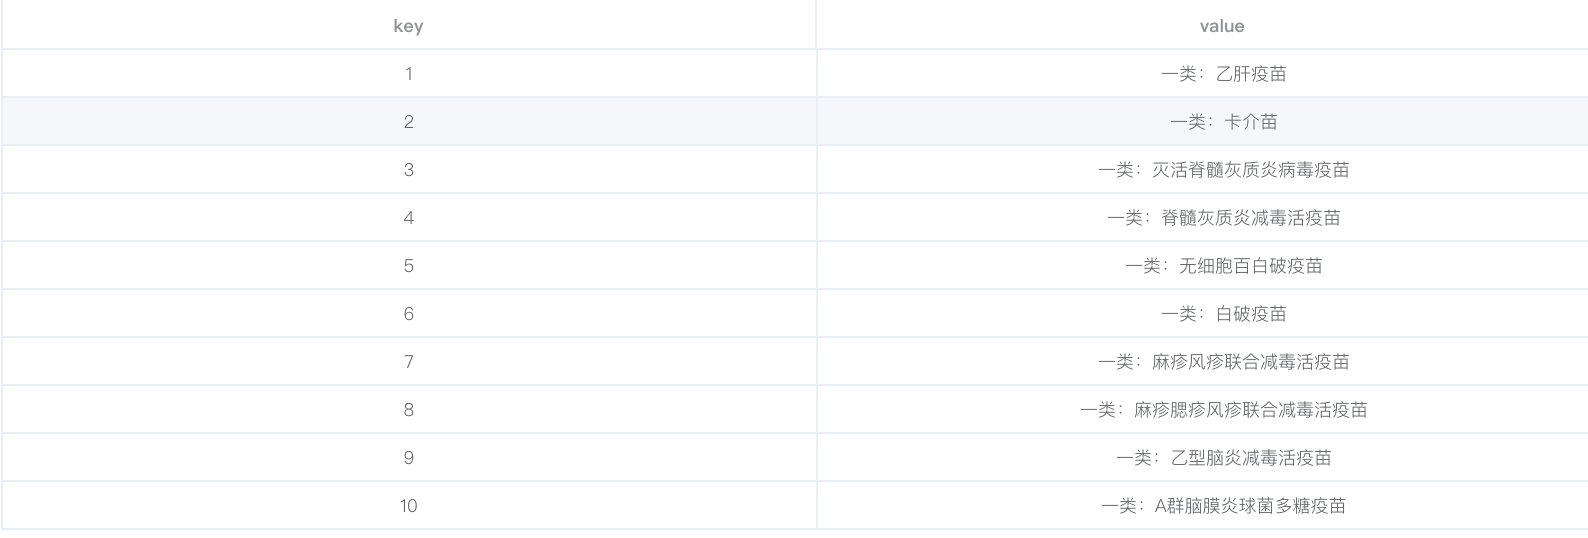 key value
1 一类：乙肝疫苗
2 一类：卡介苗
3 一类：灭活脊髓灰质炎病毒疫苗
4 一类：脊髓灰质炎减毒活疫苗
5 一类：无细胞百白破疫苗
6 一类：白破疫苗
7 一类：麻疹风疹联合减毒活疫苗
8 一类：麻疹腮疹风疹联合减毒活疫苗
9 一类：乙型脑炎减毒活疫苗
10 一类：A群脑膜炎球菌多糖疫苗